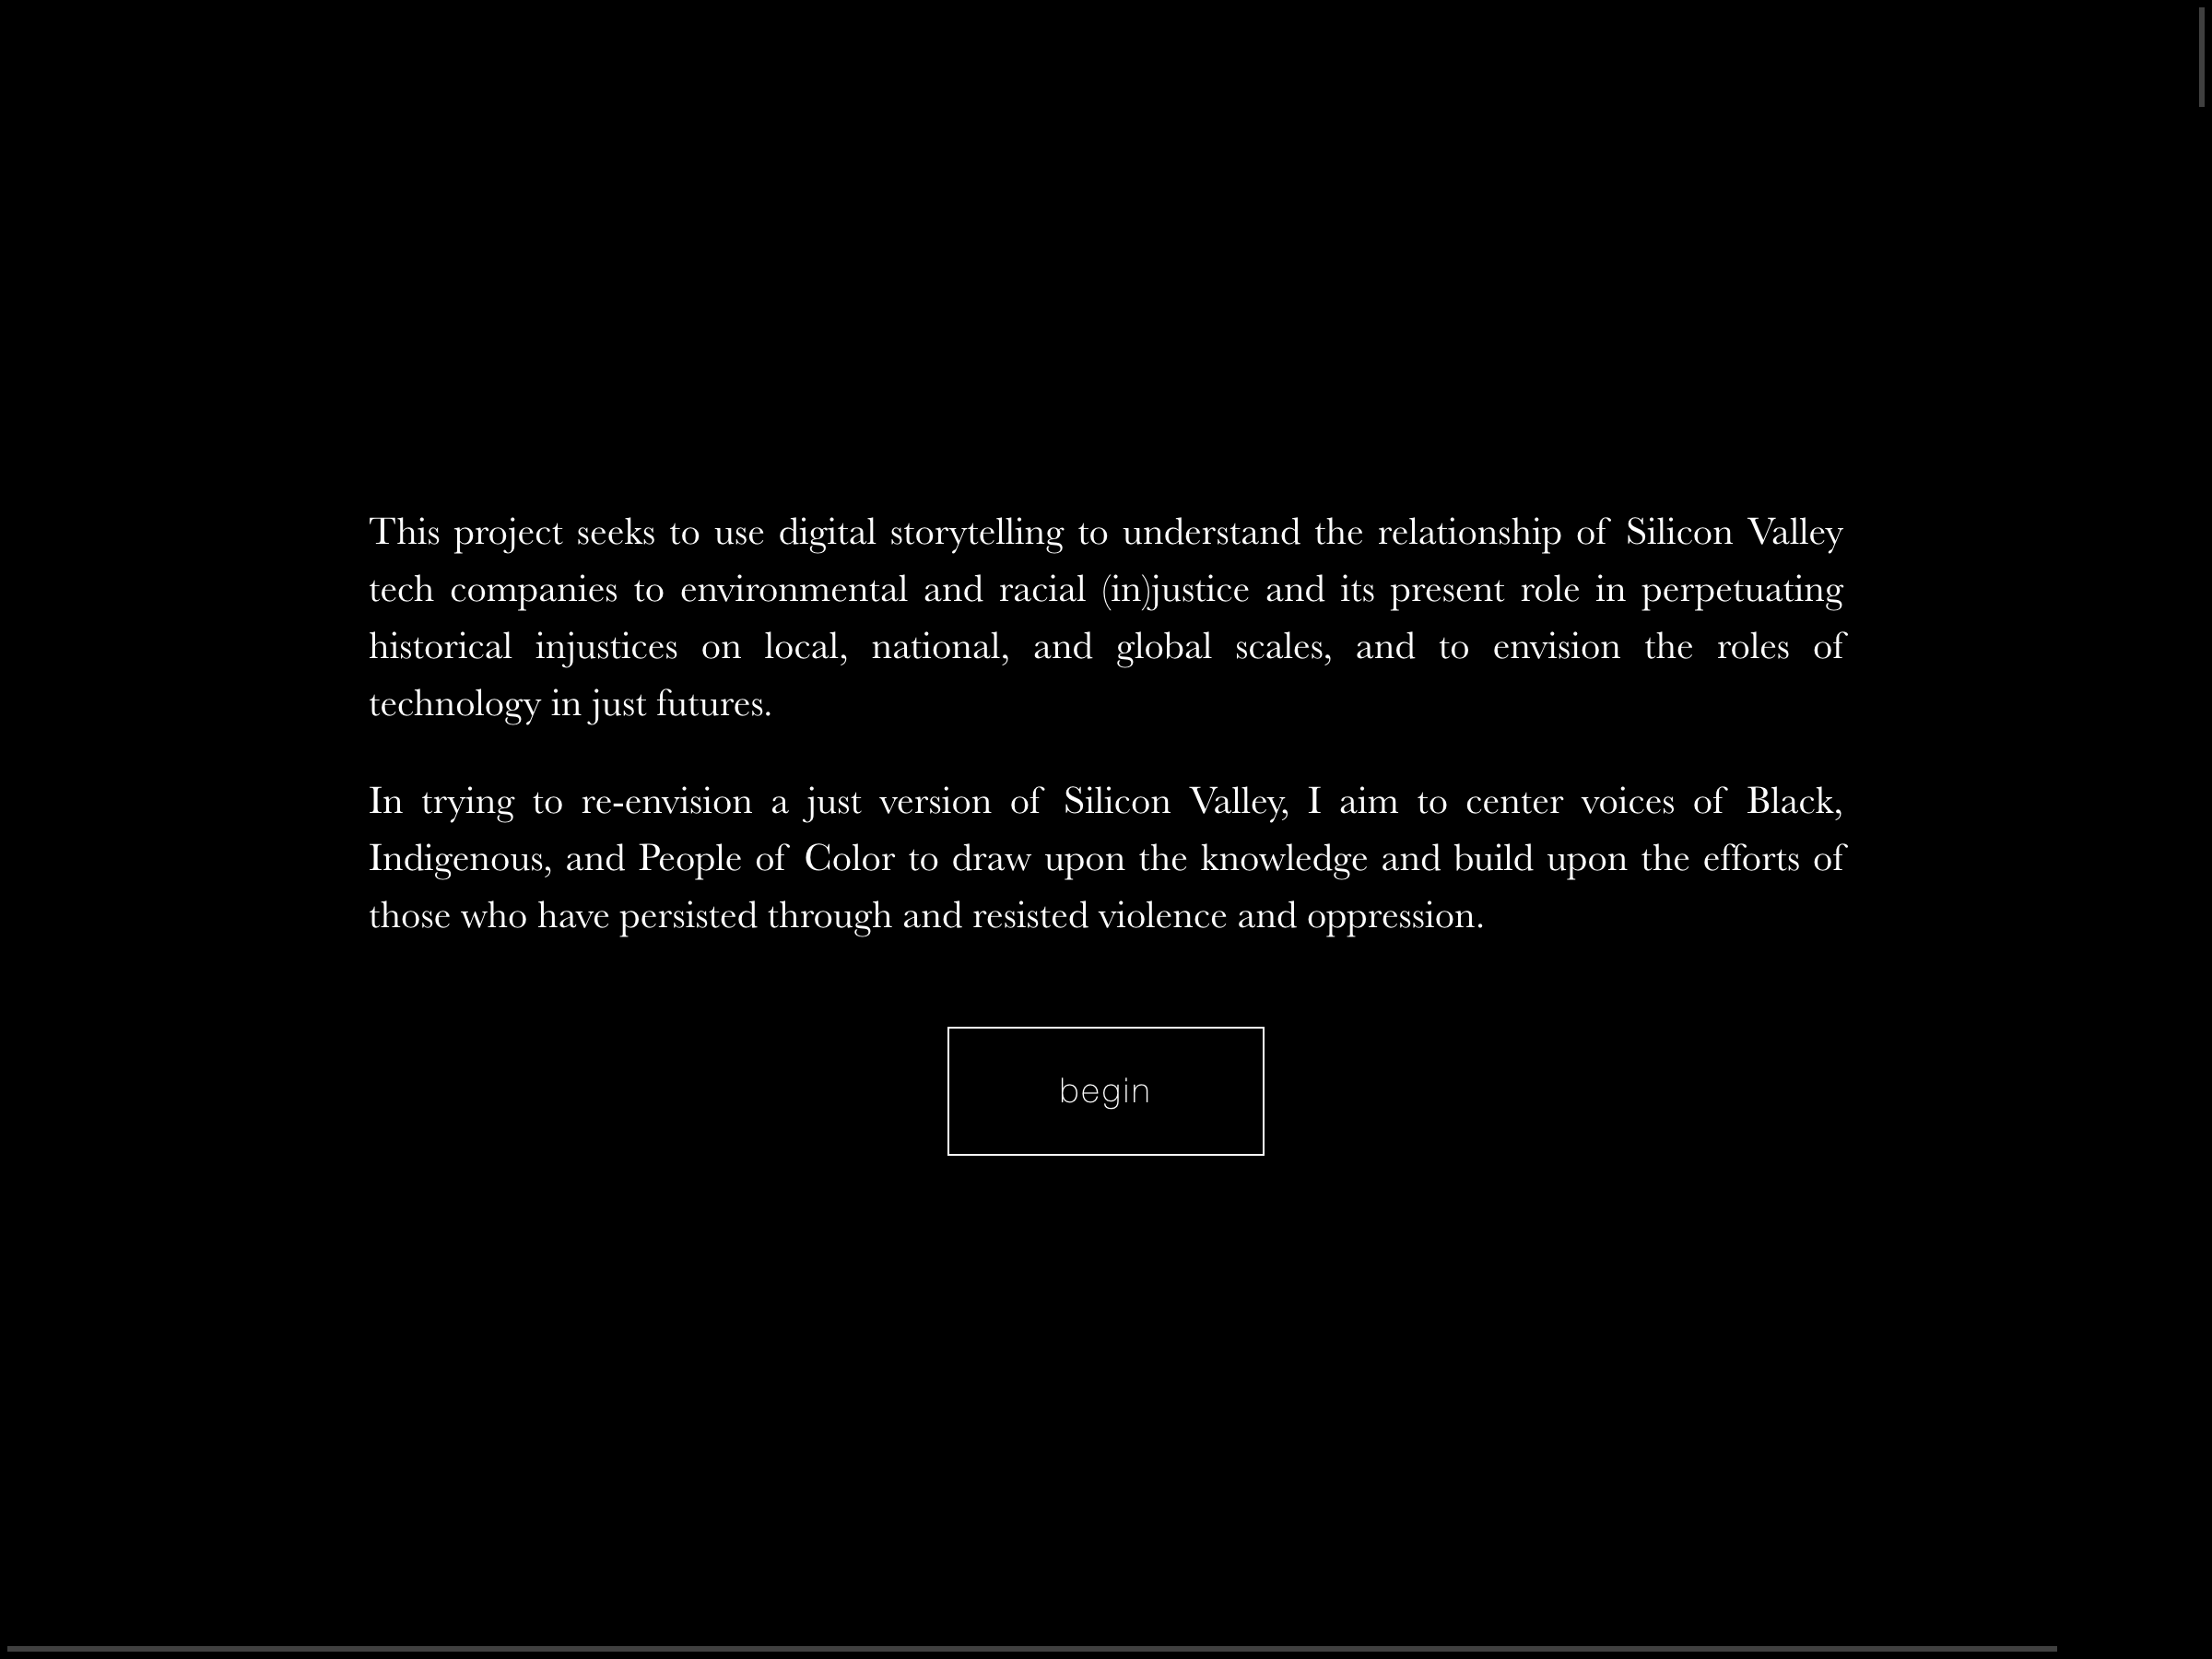 This project seeks to use digital storytelling to understand the relationship of Silicon Valley
tech companies to environmental and racial (in)justice and its present role in perpetuating
historical injustices on local, national, and global scales, and to envision the roles of
technology in just futures.
In trying to re-envision a just version of Silicon Valley, I aim to center voices of Black,
Indigenous, and People of Color to draw upon the knowledge and build upon the efforts of
those who have persisted through and resisted violence and oppression.
begin